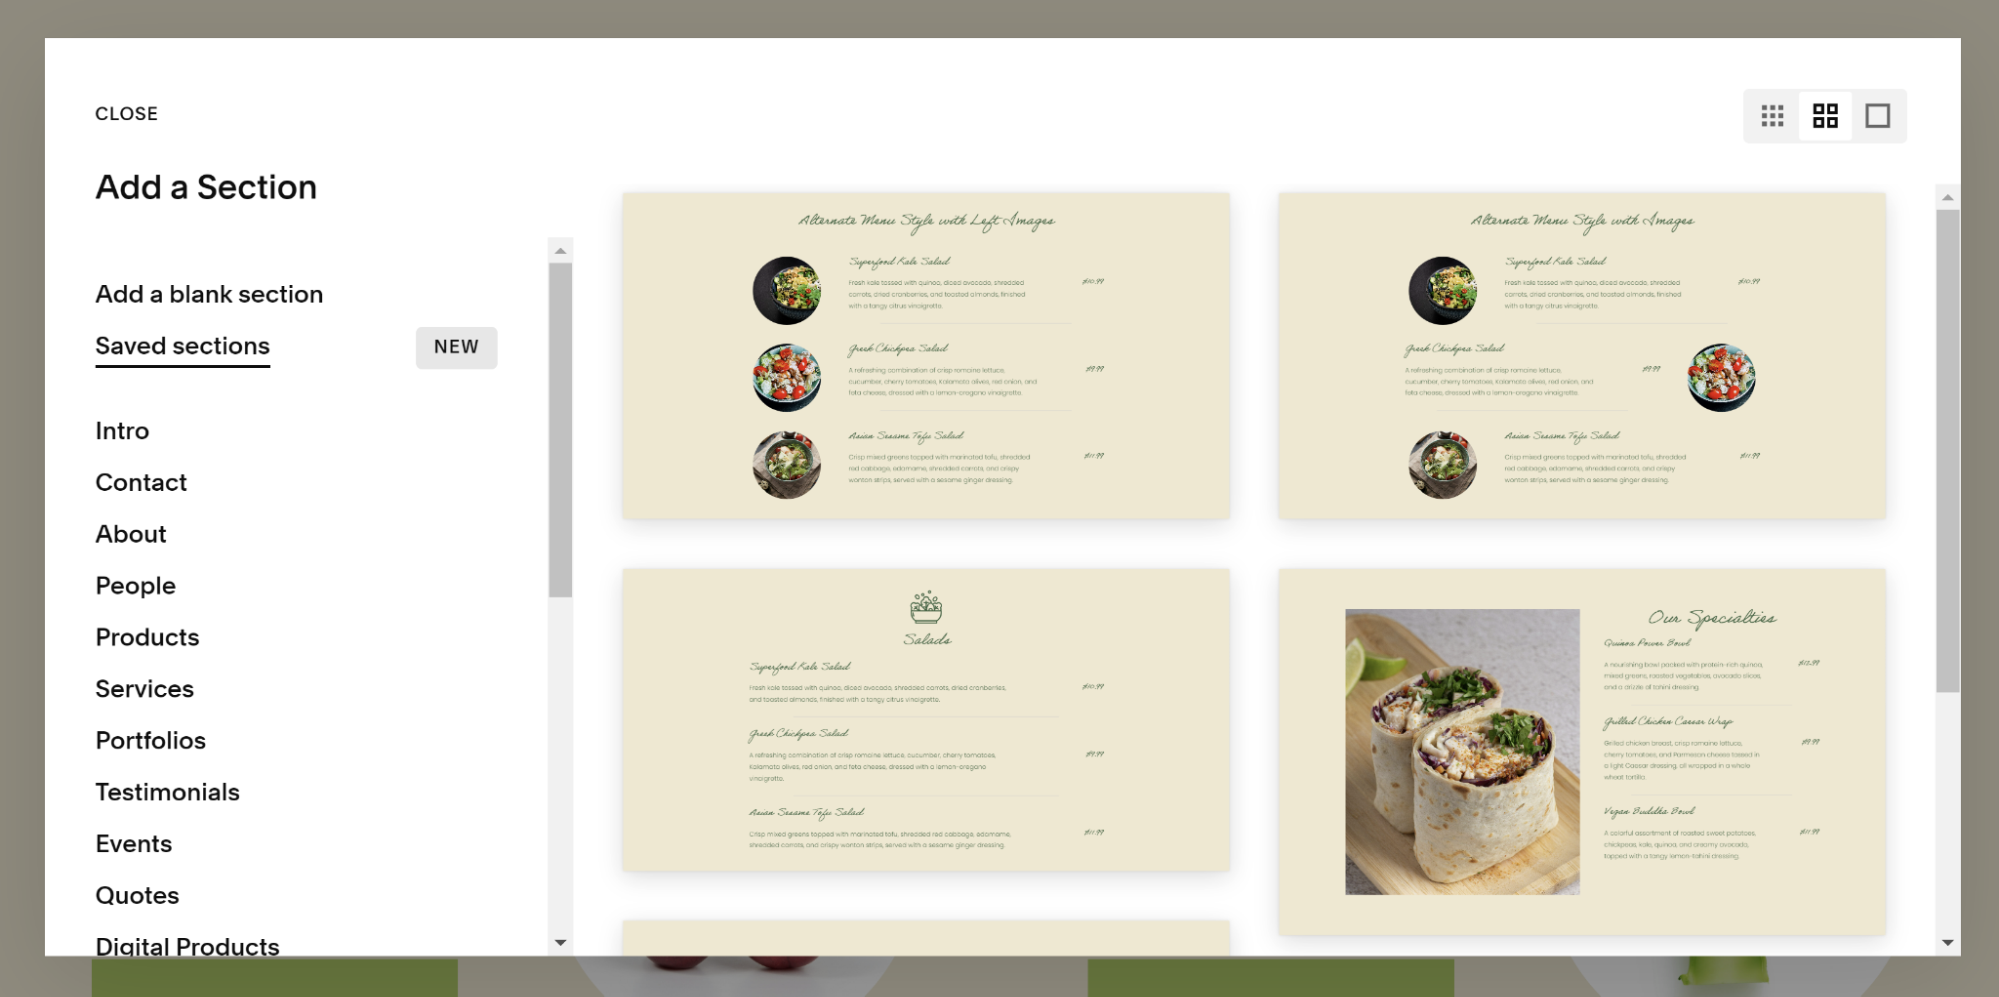 CLOSE
Add a Section
Add a blank section
Saved sections
NEW
Intro
Contact
About
People
Products
Services
Portfolios
Testimonials
Events
Quotes
Digital Products
Alternate Menu Style with Left Images
Superfood Kale Salad
Fresh kale tossed with quinoa, diced avocado, shredded
carrots, dried cranberries, and toasted almonds, finished
with a tangy citrus vinaigrette.
$10.99
Greek Chickpea Salad
A refreshing combination of crisp romaine lettuce,
cucumber, cherry tomatoes, Kalamata olives, red onion, and
feta cheese, dressed with a lemon-oregano vinaigrette.
$9.99
Asian Sesame Tofu Salad
Crisp mixed greens topped with marinated tofu, shredded
red cabbage, edamame, shredded carrots, and crispy
wonton strips, served with a sesame ginger dressing.
$11.99
Alternate Menu Style with Images
Superfood Kale Salad
Fresh kale tossed with quinoa, diced avocado, shredded
carrots, dried cranberries, and toasted almonds, finished
with a tangy citrus vinaigrette.
$10.99
Greek Chickpea Salad
A refreshing combination of crisp romaine lettuce,
cucumber, cherry tomatoes, Kalamata olives, red onion, and
feta cheese, dressed with a lemon-oregano vinaigrette.
$9.99
Asian Sesame Tofu Salad
Crisp mixed greens topped with marinated tofu, shredded
red cabbage, edamame, shredded carrots, and crispy
wonton strips, served with a sesame ginger dressing.
$11.99
Salads
Superfood Kale Salad
Fresh kale tossed with quinoa, diced avocado, shredded carrots, dried cranberries,
and toasted almonds, finished with a tangy citrus vinaigrette.
$10.99
Greek Chickpea Salad
A refreshing combination of crisp romaine lettuce, cucumber, cherry tomatoes,
Kalamata olives, red onion, and feta cheese, dressed with a lemon-oregano
vinaigrette.
$9.99
Asian Sesame Tofu Salad
Crisp mixed greens topped with marinated tofu, shredded red cabbage, edamame,
shredded carrots, and crispy wonton strips, served with a sesame ginger dressing.
$11.99
Our Specialties
Quinoa Power Bowl
A nourishing bowl packed with protein-rich quinoa,
mixed greens, roasted vegetables, avocado slices,
and a drizzle of tahini dressing.
Grilled Chicken Caesar Wrap
Grilled chicken breast, crisp romaine lettuce,
cherry tomatoes, and Parmesan cheese tossed in
a light Caesar dressing, all wrapped in a whole
wheat tortilla.
$9.99
Vegan Buddha Bowl
A colorful assortment of roasted sweet potatoes,
chickpeas, kale, quinoa, and creamy avocado,
topped with a tangy lemon-tahini dressing.
$11.99